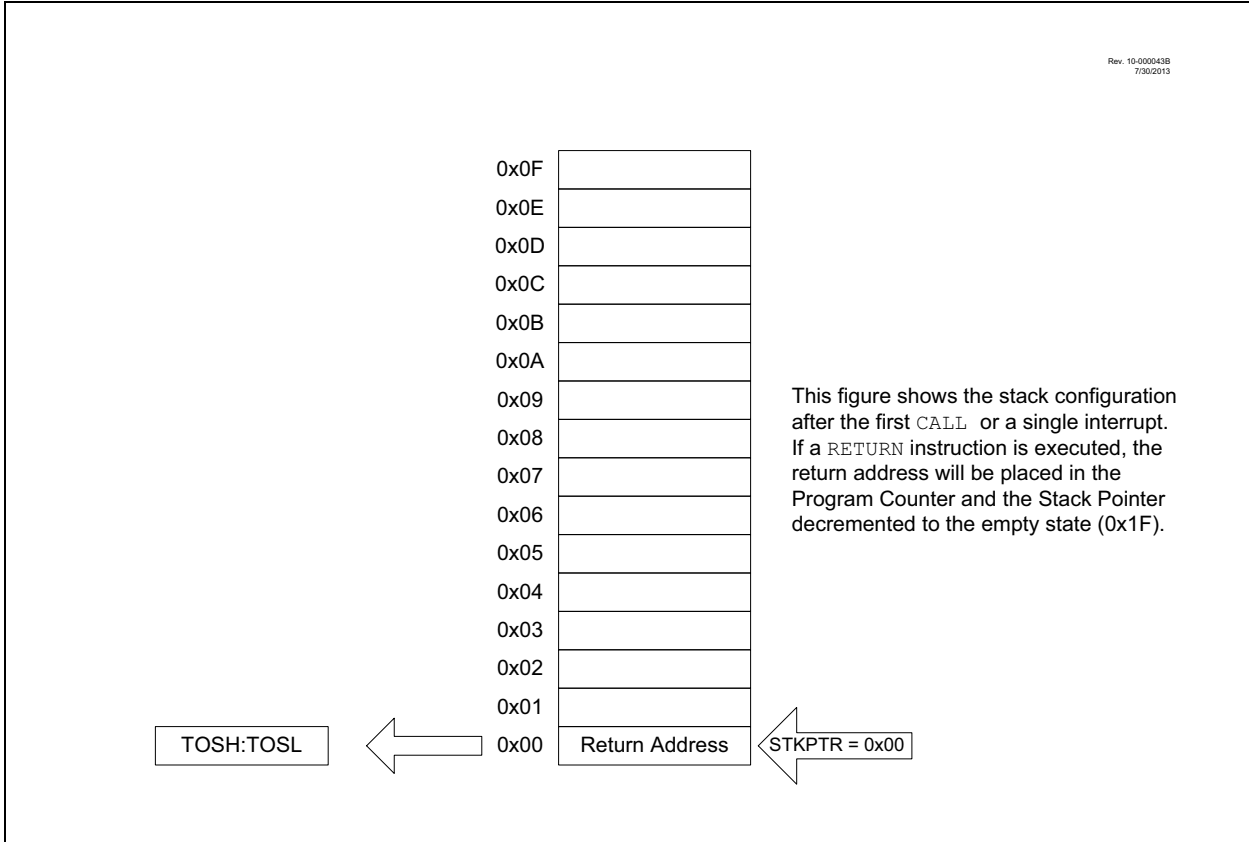 Rev. 10-000043B
7/30/2013
0x0F
0x0E
0x0D
0x0C
0x0B
0x0A
0x09
This figure shows the stack configuration
after the first CALL or a single interrupt.
0x08
If a RETURN instruction is executed, the
return address will be placed in the
0x07
Program Counter and the Stack Pointer
0x06
decremented to the empty state (0x1F).
0x05
0x04
0x03
0x02
0x01
TOSH:TOSL
0x00
Return Address
STKPTR = 0x00